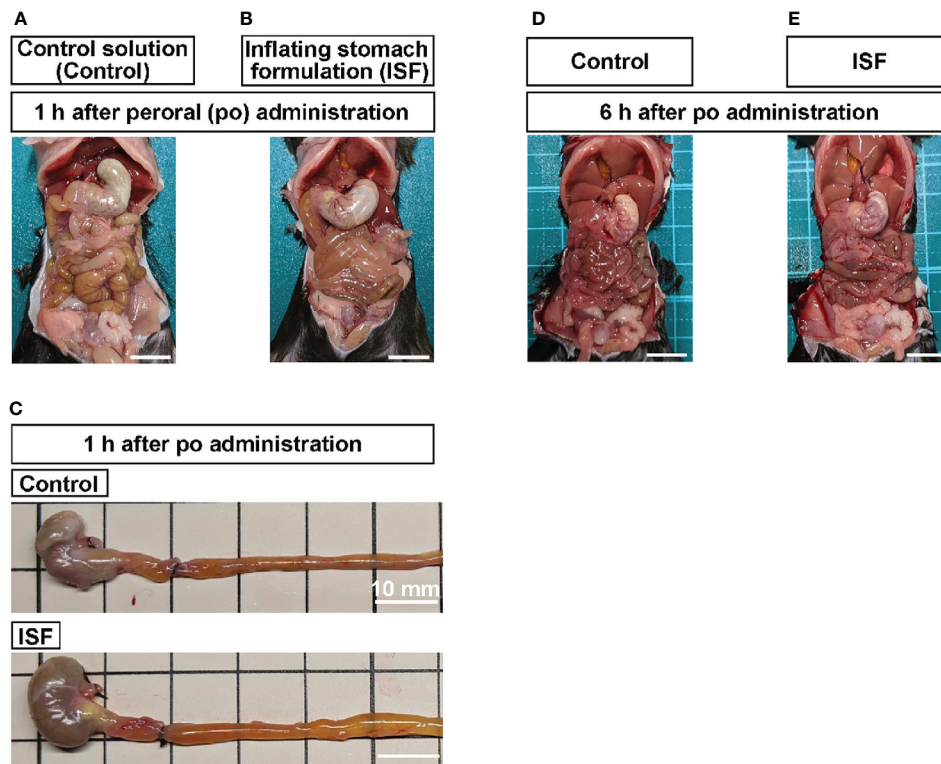 A
Control solution
(Control)
B
Inflating stomach
formulation (ISF)
1 h after peroral (po) administration
D
Control
E
ISF
6 h after po administration
C
1 h after po administration
Control
10 mm
ISF